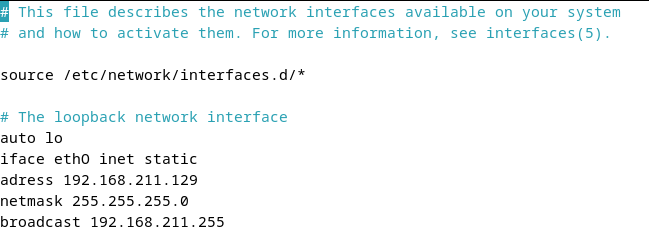 # This file describes the network interfaces available on your system
# and how to activate them. For more information, see interfaces(5).
source /etc/network/interfaces.d/*
# The loopback network interface
auto lo
iface ethO inet static
adress 192.168.211.129
netmask 255.255.255.0
broadcast 192.168.211.255